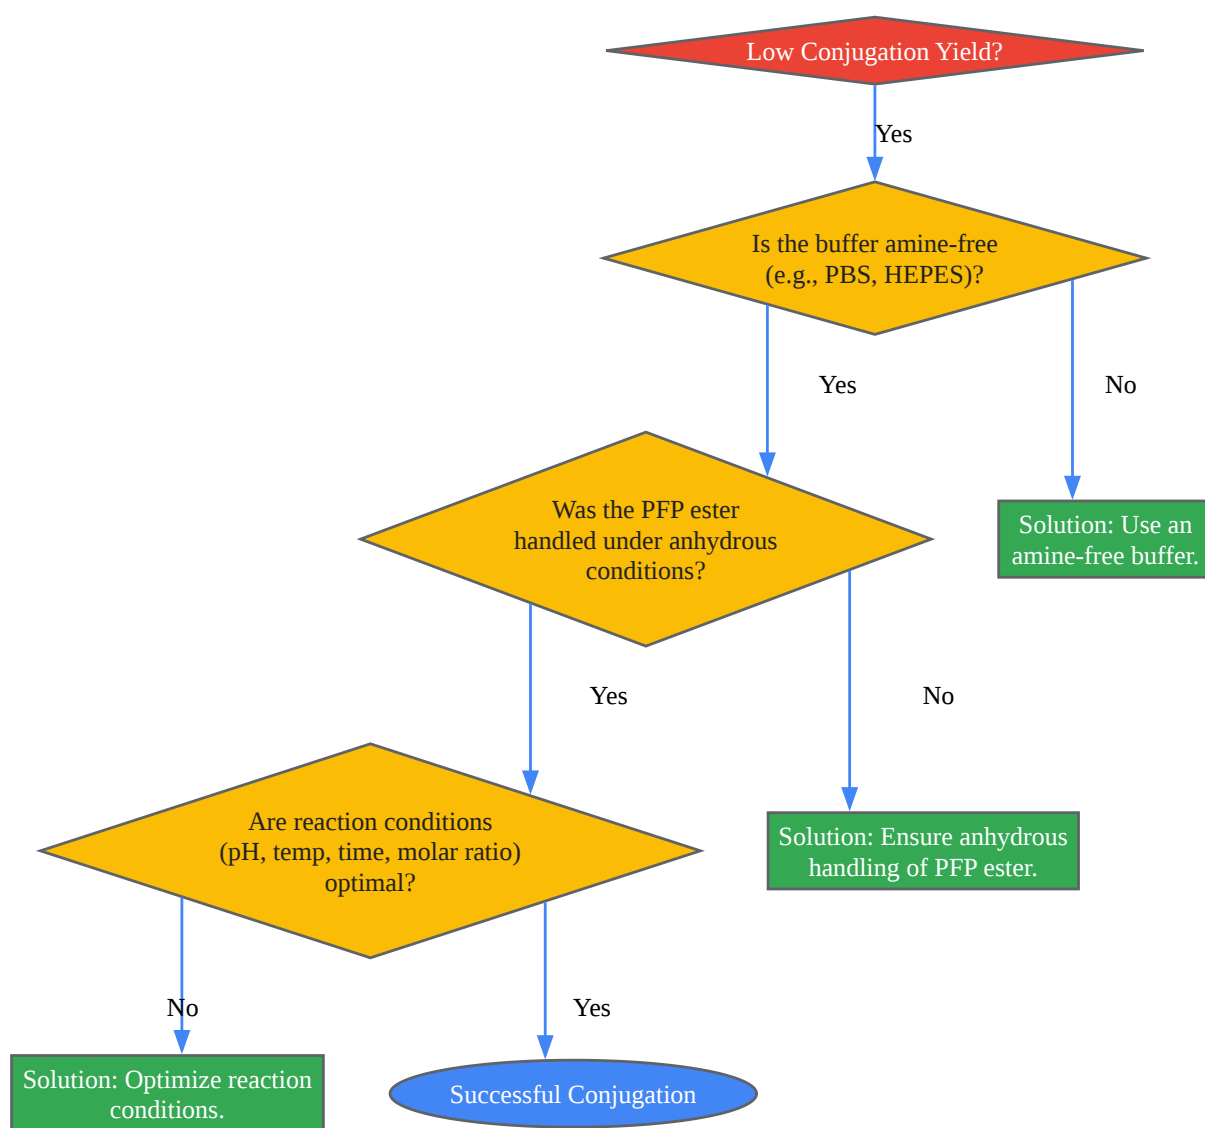 Low Conjugation Yield?
Yes
Is the buffer amine-free
(e.g., PBS, HEPES)?
Yes
No
Was the PFP ester
handled under anhydrous
conditions?
Solution: Use an
amine-free buffer.
Yes
No
Are reaction conditions
(pH, temp, time, molar ratio)
optimal?
Solution: Ensure anhydrous
handling of PFP ester.
No
Yes
Solution: Optimize reaction
conditions.
Successful Conjugation